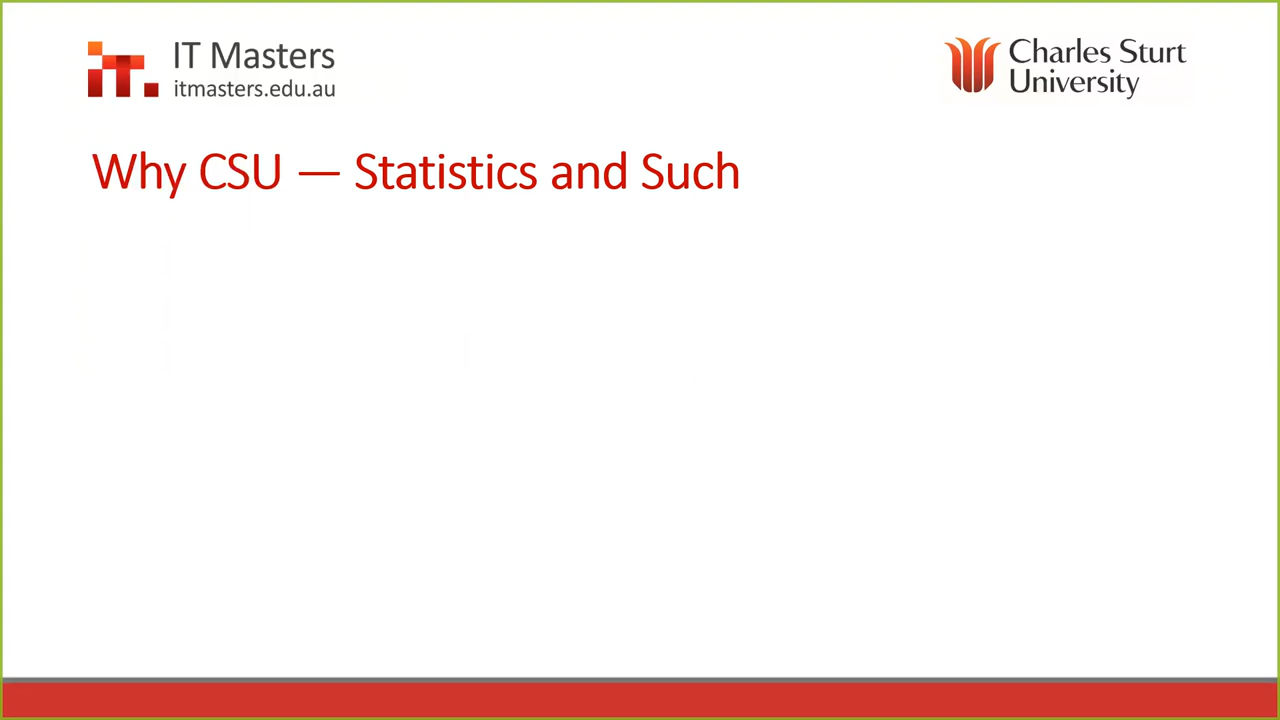 IT Masters
itmasters.edu.au
Charles Sturt
University
Why CSU — Statistics and Such